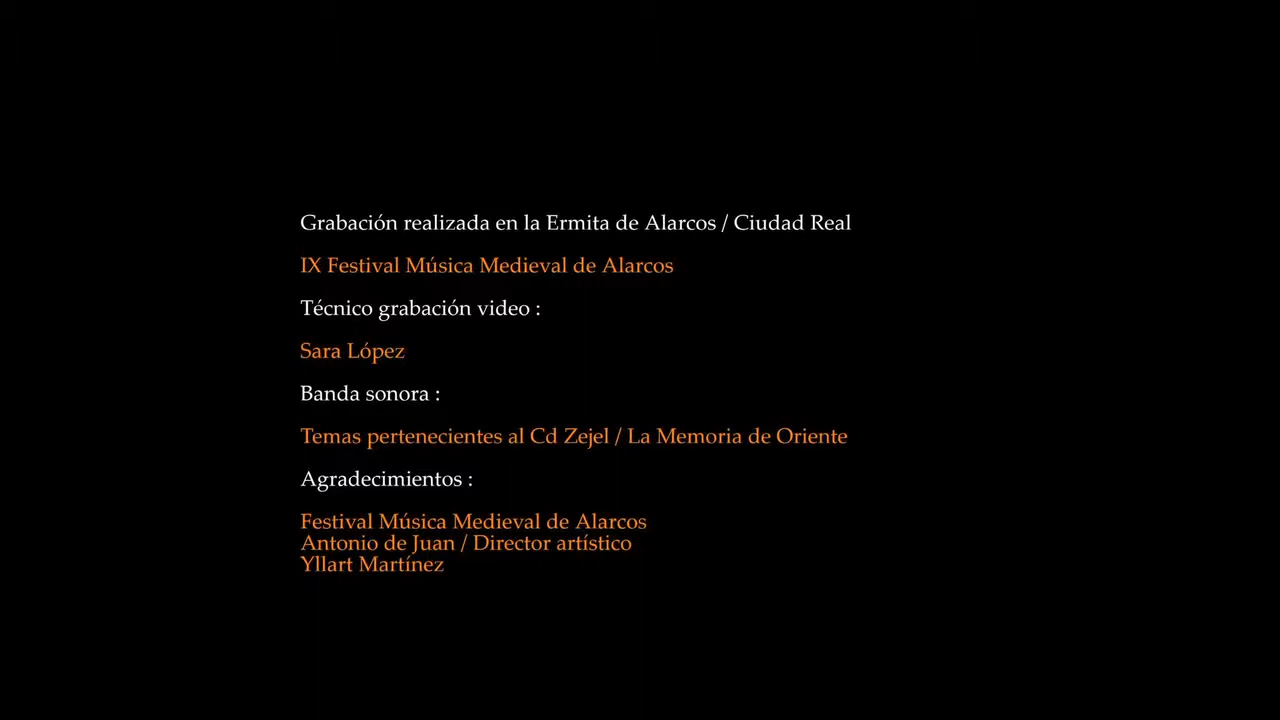 Grabación realizada en la Ermita de Alarcos / Ciudad Real
IX Festival Música Medieval de Alarcos
Técnico grabación video :
Sara López
Banda sonora :
Temas pertenecientes al Cd Zejel / La Memoria de Oriente
Agradecimientos :
Festival Música Medieval de Alarcos
Antonio de Juan / Director artístico
Yllart Martínez